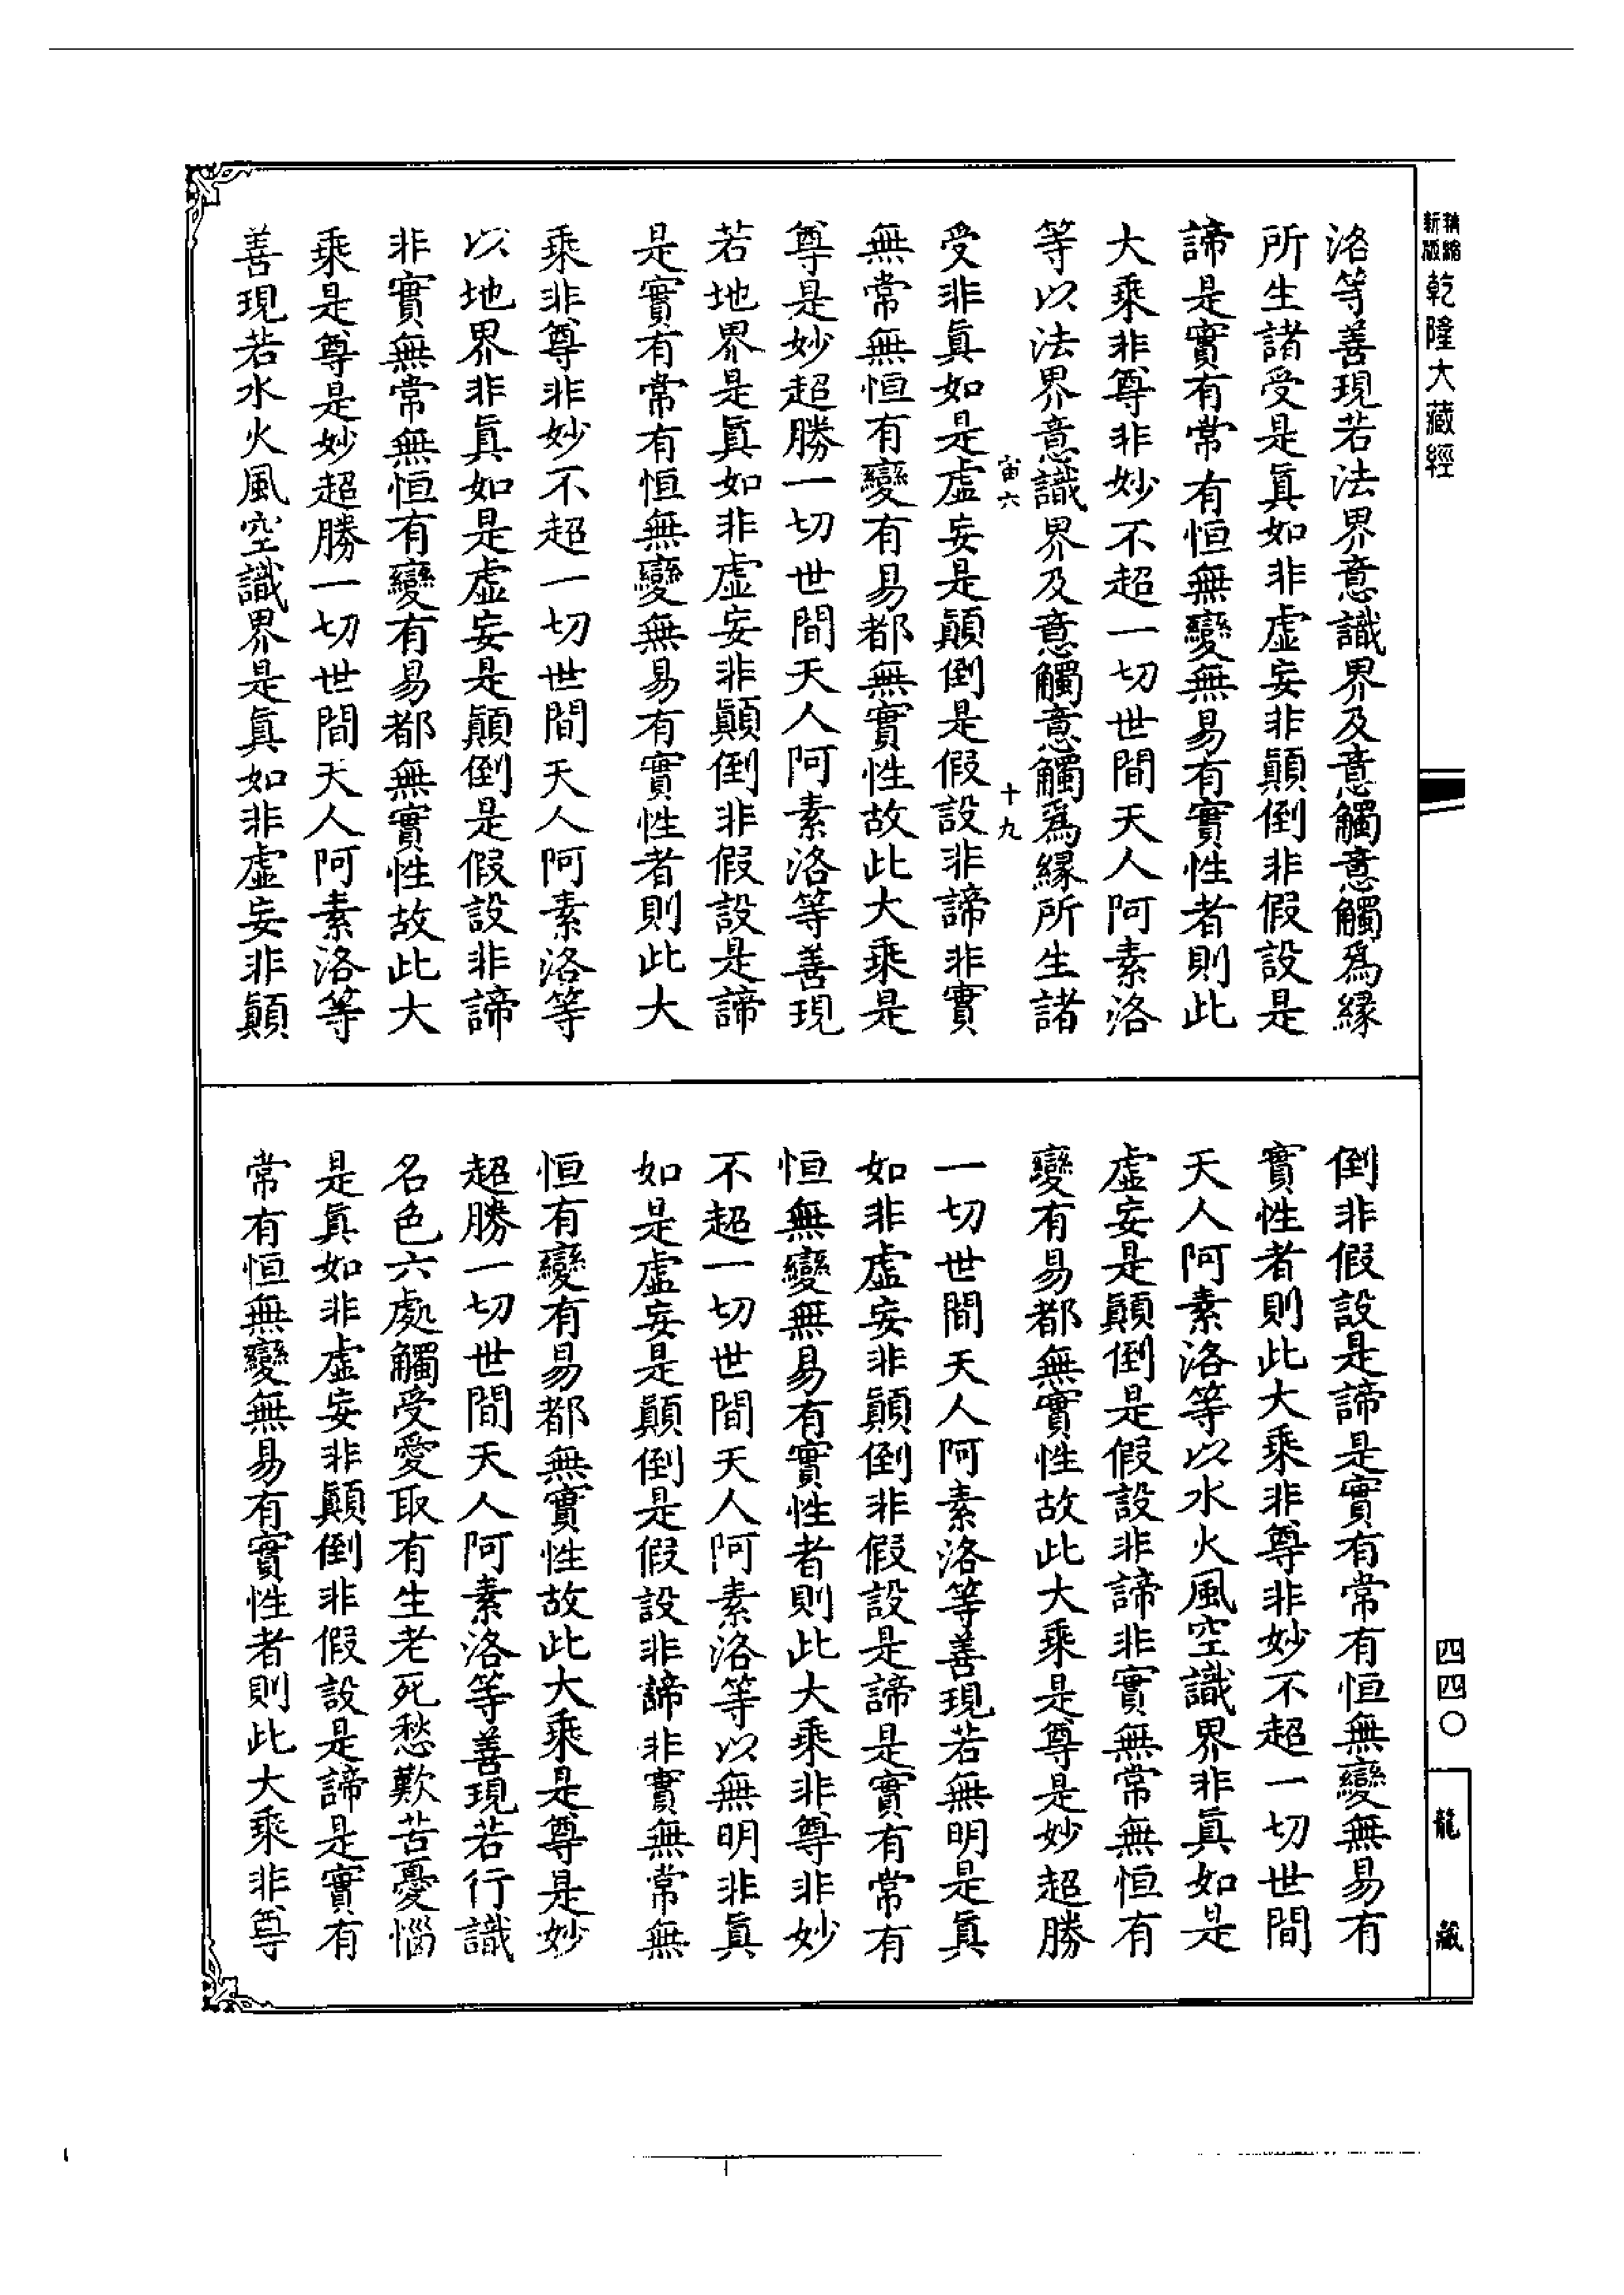 精縮
新版
乾隆大藏經
洛等善現若法界意識界及意觸意觸爲緣
所生諸受是真如非虛妄非顛倒非假設是
諦是實有常有恒無變無易有實性者則此
大乘非尊非妙不超一切世間天人阿素洛
等以法界意識界及意觸意觸爲緣所生諸
寅六
十九
受非真如是虛妄是顛倒是假設非諦非實
無常無恒有變有易都無實性故此大乘是
尊是妙超勝一切世間天人阿素洛等善現
若地界是真如非虛妄非顛倒非假設是諦
是實有常有恒無變無易有實性者則此大
乘非尊非妙不超一切世間天人阿素洛等
以地界非真如是虛妄是顛倒是假設非諦
非實無常無恒有變有易都無實性故此大
乘是尊是妙超勝一切世間天人阿素洛等
善現若水火風空識界是真如非虛妄非顛
倒非假設是諦是實有常有恒無變無易有
實性者則此大乘非尊非妙不超一切世間
天人阿素洛等以水火風空識界非真如是
虛妄是顛倒是假設非諦非實無常無恒有
變有易都無實性故此大乘是尊是妙超勝
一切世間天人阿素洛等善現若無明是真
如非虛妄非顛倒非假設是諦是實有常有
恒無變無易有實性者則此大乘非尊非妙
不超一切世間天人阿素洛等以無明非真
如是虛妄是顛倒是假設非諦非實無常無
恒有變有易都無實性故此大乘是尊是妙
超勝一切世間天人阿素洛等善現若行識
名色六處觸受愛取有生老死愁歎苦憂惱
是真如非虛妄非顛倒非假設是諦是實有
常有恒無變無易有實性者則此大乘非尊
四四〇
龍藏